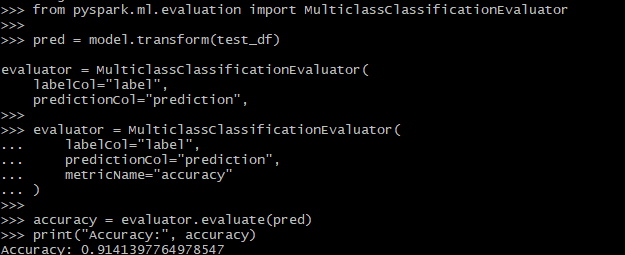 >>> from pyspark.ml.evaluation import MulticlassClassificationEvaluator
>>>
>>> pred = model.transform(test_df)
evaluator = MulticlassClassificationEvaluator(
    labelCol="label",
    predictionCol="prediction",
>>>
>>> evaluator = MulticlassClassificationEvaluator(
...     labelCol="label",
...     predictionCol="prediction",
...     metricName="accuracy"
... )
>>>
>>> accuracy = evaluator.evaluate(pred)
>>> print("Accuracy:", accuracy)
Accuracy: 0.9141397764978547